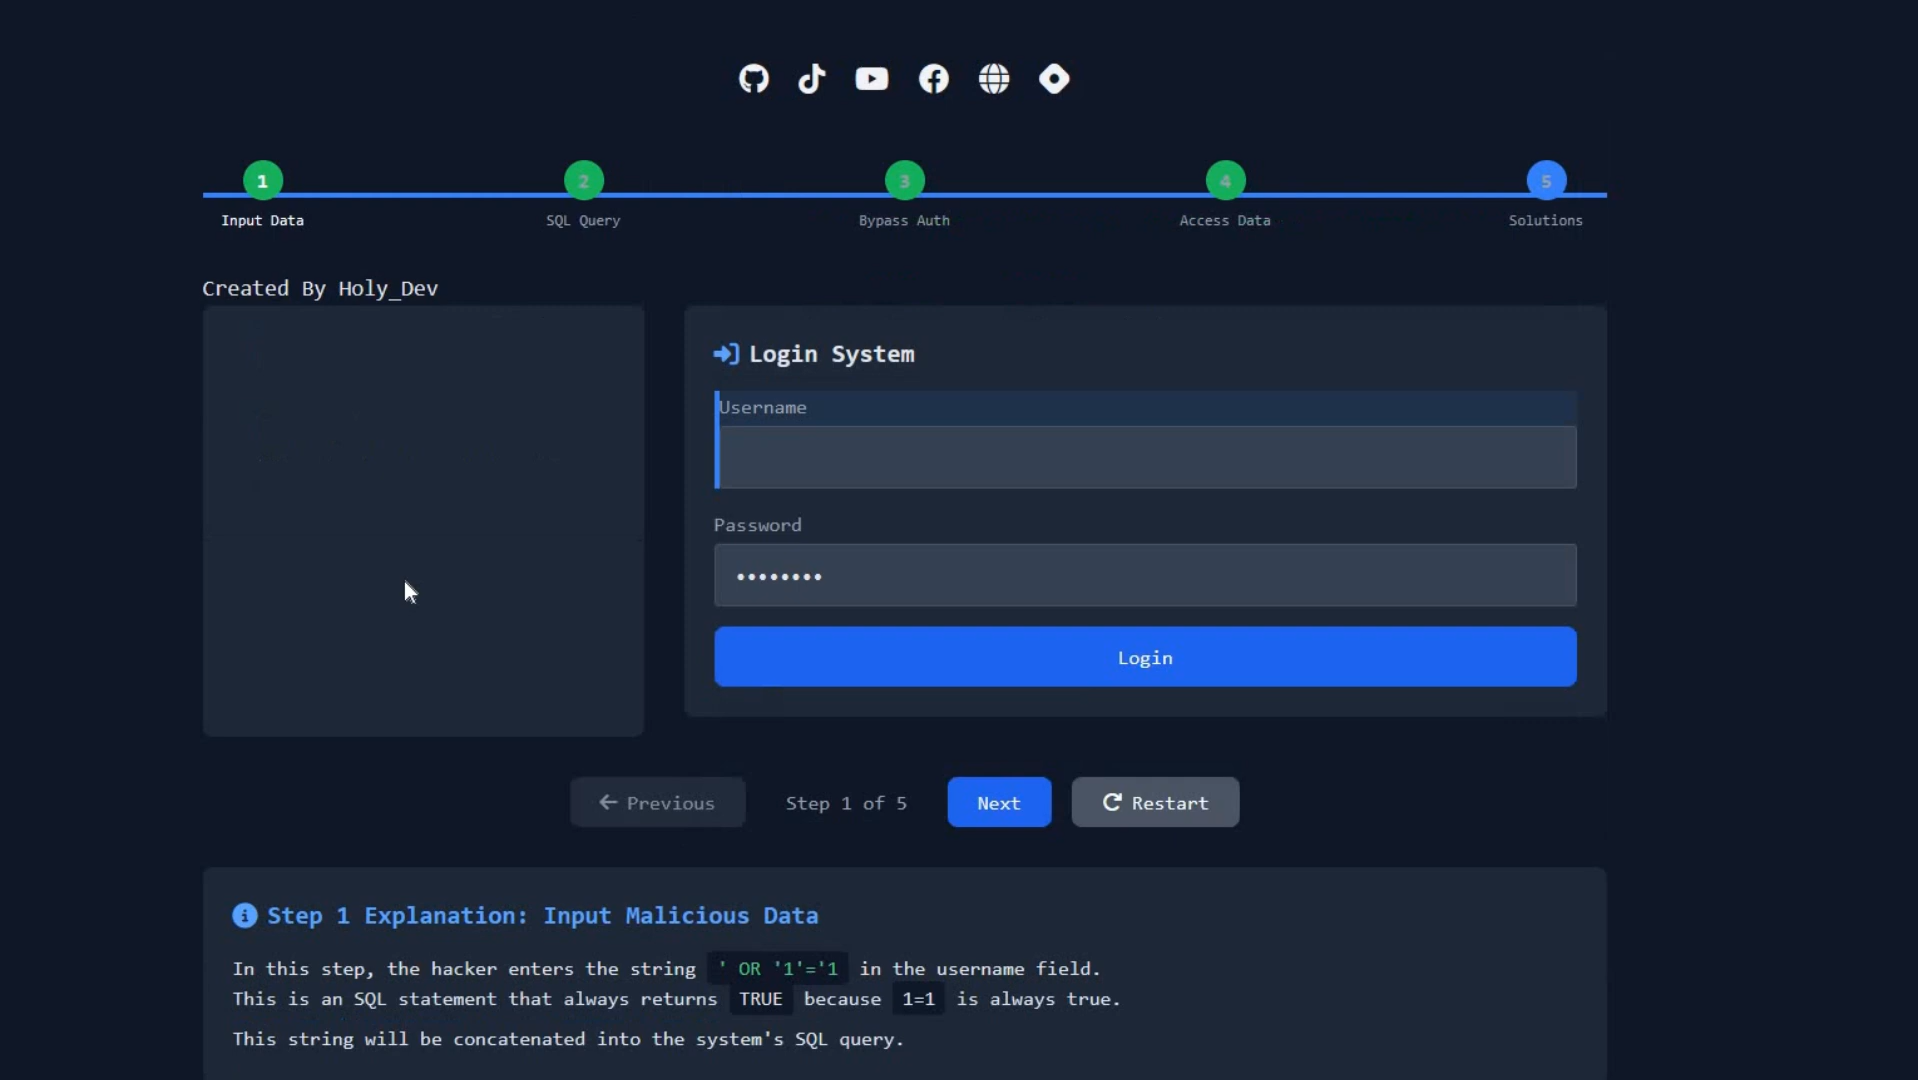 1
2
3
4
5
Input Data
SQL Query
Bypass Auth
Access Data
Solutions
Created By Holy_Dev
Login System
Username
Password
••••••••
Login
Previous
Step 1 of 5
Next
Restart
Step 1 Explanation: Input Malicious Data
In this step, the hacker enters the string ' OR '1'='1 in the username field.
This is an SQL statement that always returns TRUE because 1=1 is always true.
This string will be concatenated into the system's SQL query.